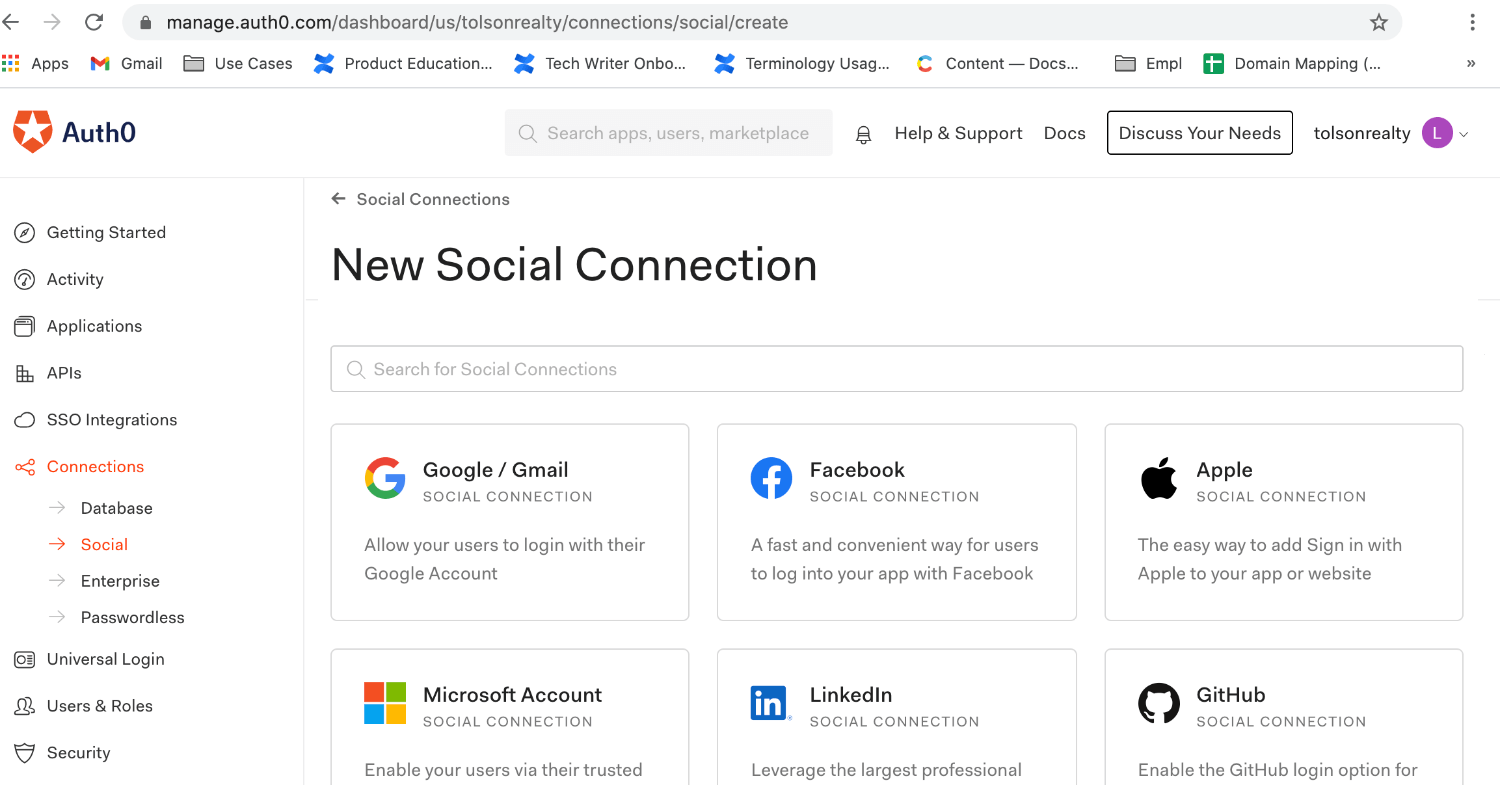 manage.auth0.com/dashboard/us/tolsonrealty/connections/social/create
Apps Gmail Use Cases Product Education... Tech Writer Onbo... Terminology Usag... Content — Docs... Empl Domain Mapping (... »
Auth0 Search apps, users, marketplace Help & Support Docs Discuss Your Needs tolsonrealty L
Social Connections
Getting Started
New Social Connection
Activity
Applications
Search for Social Connections
APIs
SSO Integrations
Connections
Database
Social
Enterprise
Passwordless
Universal Login
Users & Roles
Security
Google / Gmail
SOCIAL CONNECTION
Allow your users to login with their
Google Account
Facebook
SOCIAL CONNECTION
A fast and convenient way for users
to log into your app with Facebook
Apple
SOCIAL CONNECTION
The easy way to add Sign in with
Apple to your app or website
Microsoft Account
SOCIAL CONNECTION
Enable your users via their trusted
in LinkedIn
SOCIAL CONNECTION
Leverage the largest professional
GitHub
SOCIAL CONNECTION
Enable the GitHub login option for